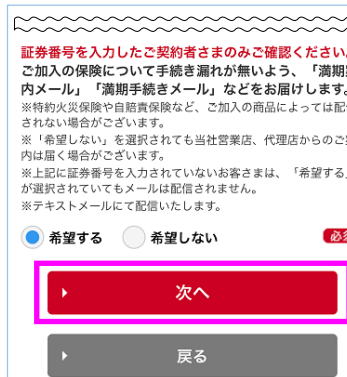 証券番号を入力したご契約者さまのみご確認ください
ご加入の保険について手続き漏れが無いよう、「満期
内メール」「満期手続きメール」などをお届けします。
※特約火災保険や自賠責保険など、ご加入の商品によっては配
されない場合がございます。
※「希望しない」を選択されても当社営業店、代理店からのご
内は届く場合がございます。
※上記に証券番号を入力されていないお客さまは、「希望する」
が選択されていてもメールは配信されません。
※テキストメールにて配信いたします。
希望する 希望しない 必
次へ
戻る